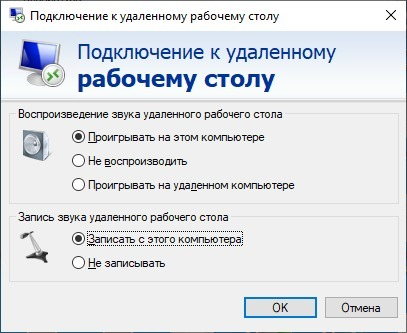 Подключение к удаленному рабочему столу
Подключение к удаленному
рабочему столу
Воспроизведение звука удаленного рабочего стола
Проигрывать на этом компьютере
Не воспроизводить
Проигрывать на удаленном компьютере
Запись звука удаленного рабочего стола
Записать с этого компьютера
Не записывать
OK
Отмена